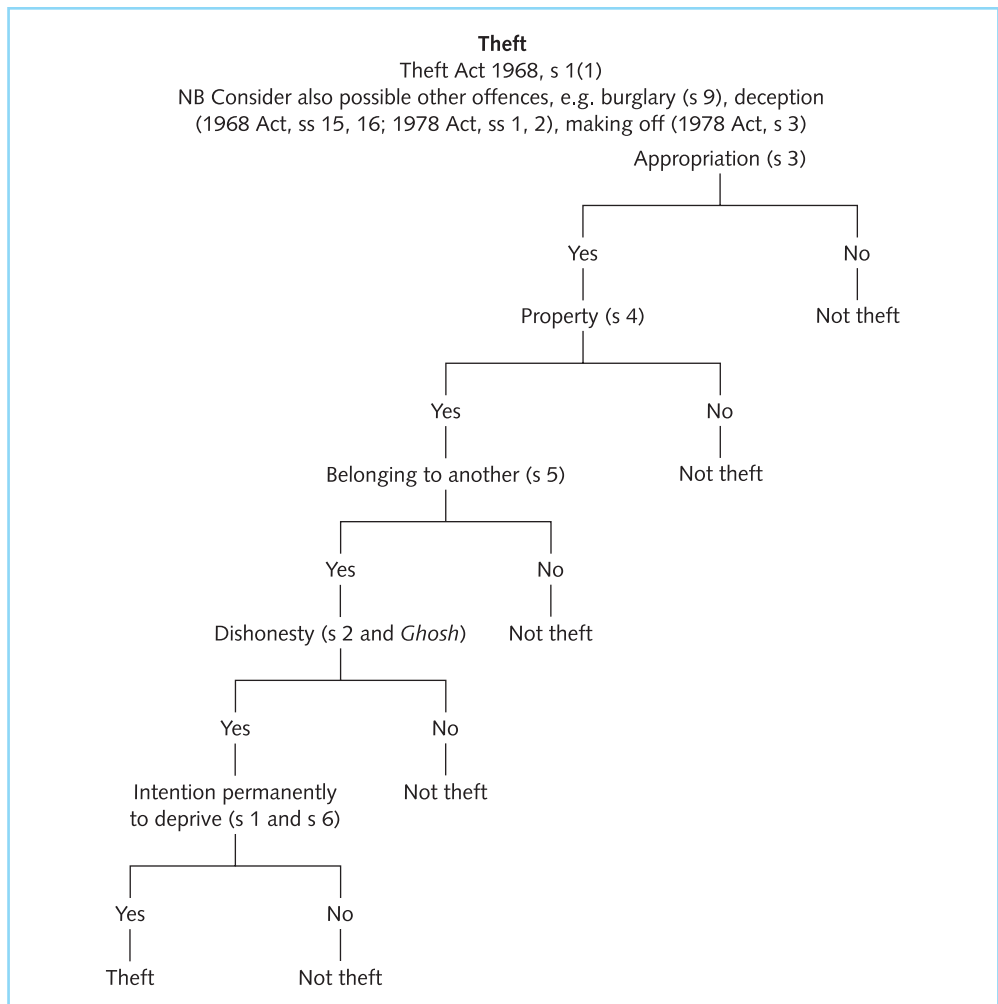 Theft
Theft Act 1968, s 1(1)
NB Consider also possible other offences, e.g. burglary (s 9), deception
(1968 Act, ss 15, 16; 1978 Act, ss 1, 2), making off (1978 Act, s 3)
Appropriation (s 3)
Yes
No
Property (s 4)
Not theft
Yes
No
Belonging to another (s 5)
Not theft
Yes
No
Dishonesty (s 2 and Ghosh)
Not theft
Yes
No
Intention permanently
to deprive (s 1 and s 6)
Not theft
Yes
No
Theft
Not theft